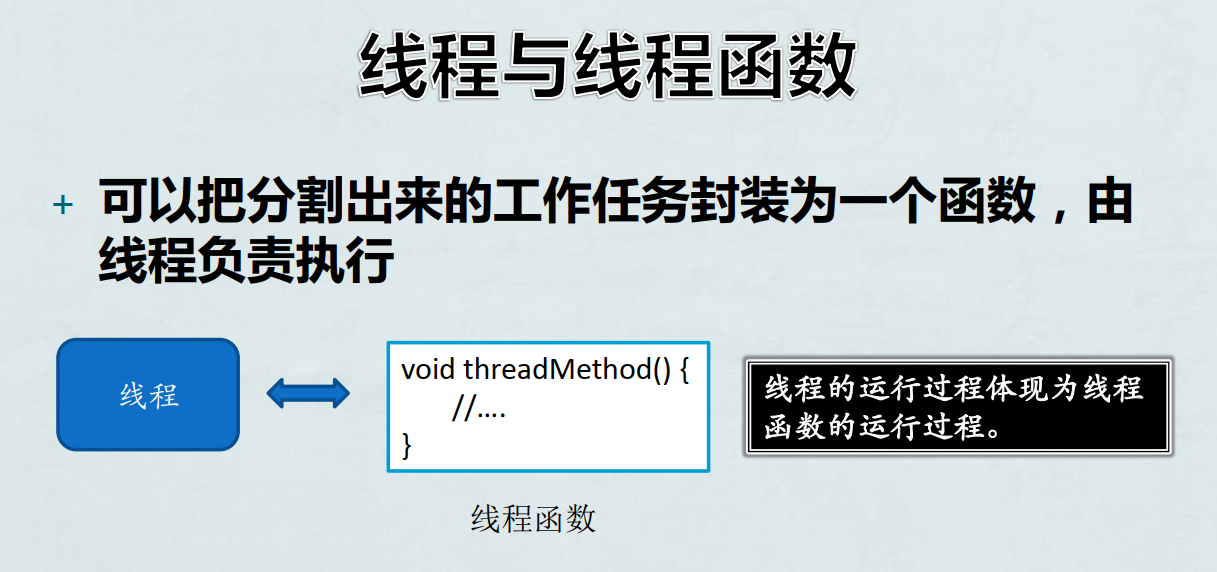 线程与线程函数
+ 可以把分割出来的工作任务封装为一个函数，由
线程负责执行
线程
void threadMethod() {
//....
}
线程函数
线程的运行过程体现为线程
函数的运行过程。